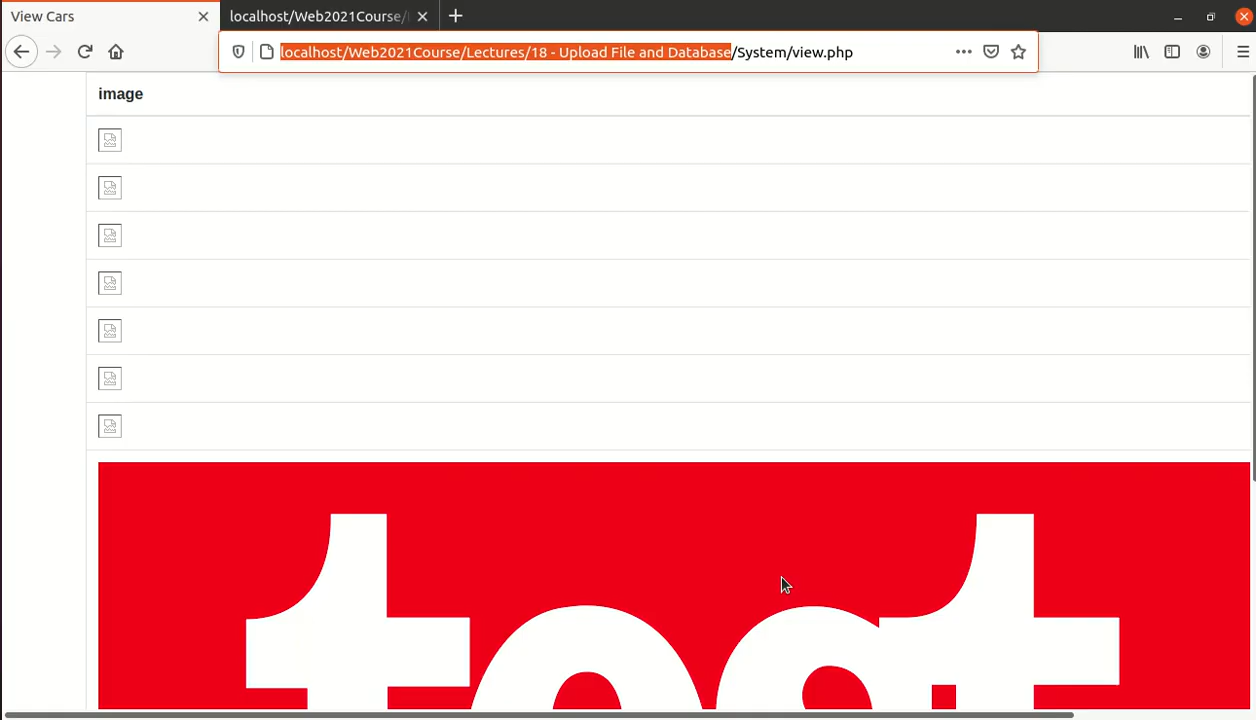 View Cars
localhost/Web2021Course/
localhost/Web2021Course/Lectures/18 - Upload File and Database/System/view.php
image